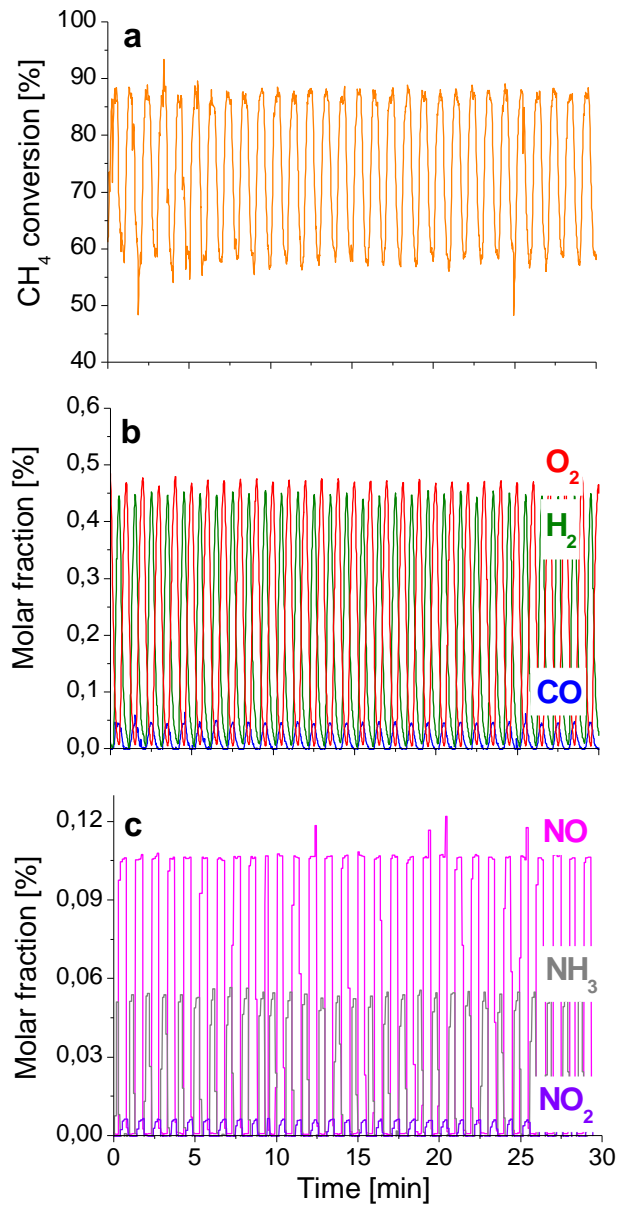 a
CH4 conversion [%]
100
90
80
70
60
50
40
b
Molar fraction [%]
0,6
0,5
0,4
0,3
0,2
0,1
0,0
O2
H2
CO
c
Molar fraction [%]
0,12
0,09
0,06
0,03
0,00
NO
NH3
NO2
0 5 10 15 20 25 30
Time [min]